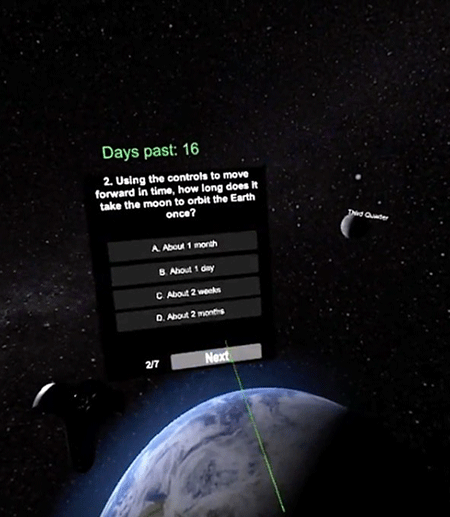 Days past: 16
2. Using the controls to move
forward in time, how long does it
take the moon to orbit the Earth
once?
Third Quarter
A. About 1 month
B. About 1 day
C. About 2 weeks
D. About 2 months
2/7
Next